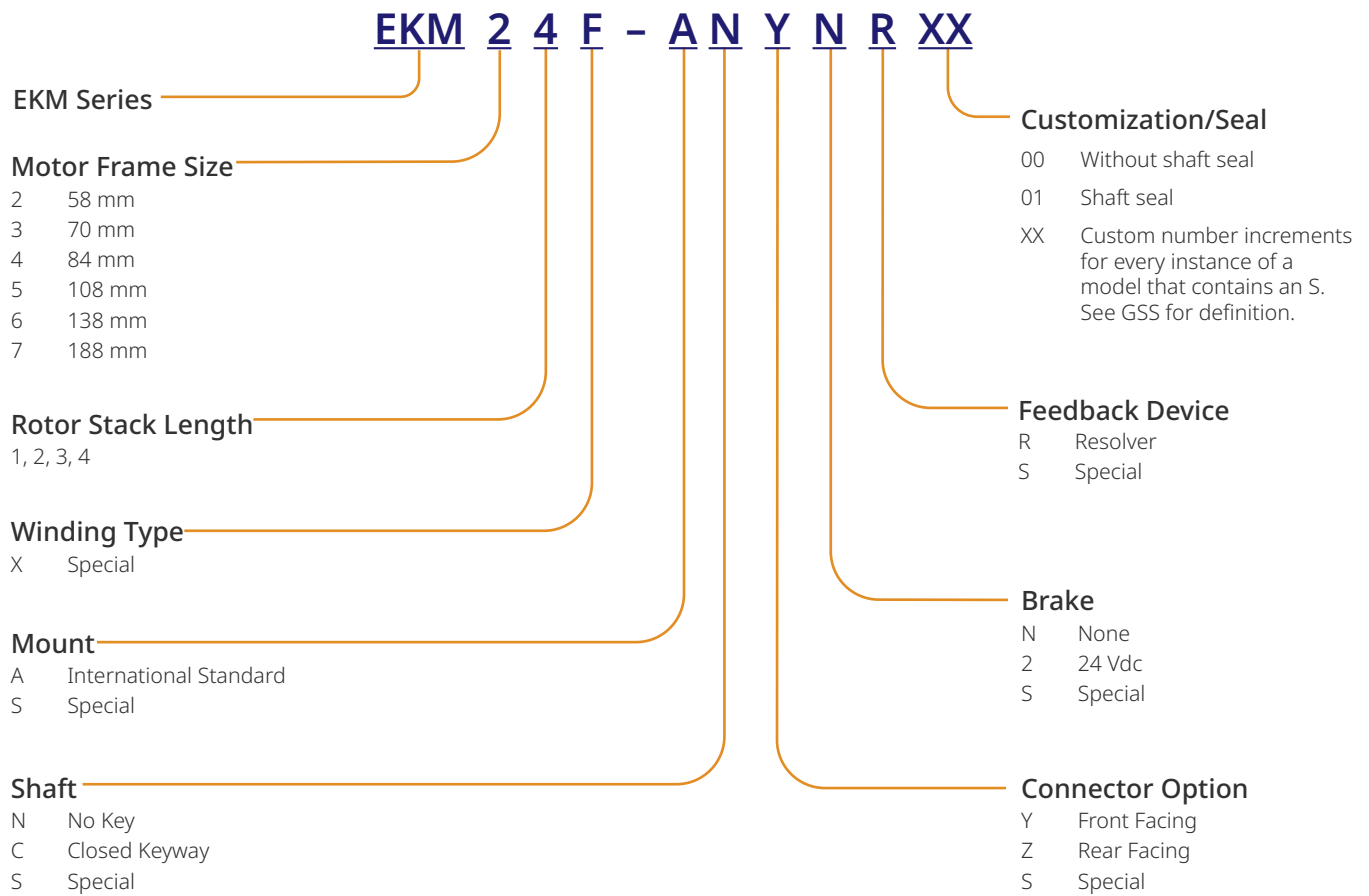 EKM 2 4 F – A N Y N R XX
EKM Series
Motor Frame Size
2 58 mm
3 70 mm
4 84 mm
5 108 mm
6 138 mm
7 188 mm
Rotor Stack Length
1, 2, 3, 4
Winding Type
X Special
Mount
A International Standard
S Special
Shaft
N No Key
C Closed Keyway
S Special
Customization/Seal
00 Without shaft seal
01 Shaft seal
XX Custom number increments
for every instance of a
model that contains an S.
See GSS for definition.
Feedback Device
R Resolver
S Special
Brake
N None
2 24 Vdc
S Special
Connector Option
Y Front Facing
Z Rear Facing
S Special